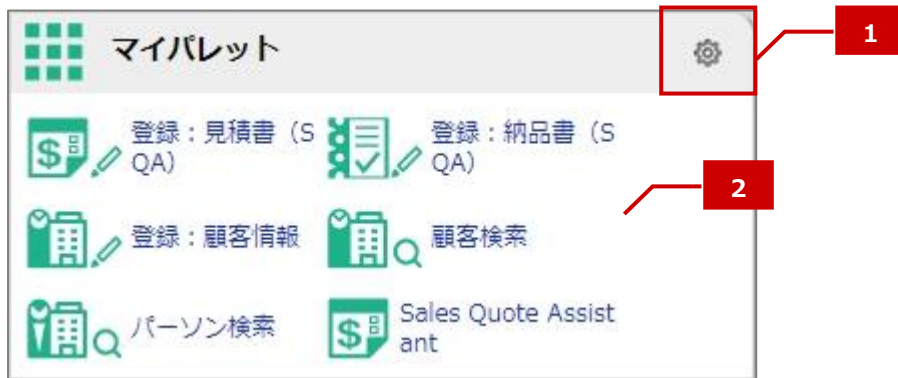 マイパレット
1
登録：見積書（S
QA）
登録：納品書（S
QA）
2
登録：顧客情報
顧客検索
パーソン検索
Sales Quote Assist
ant